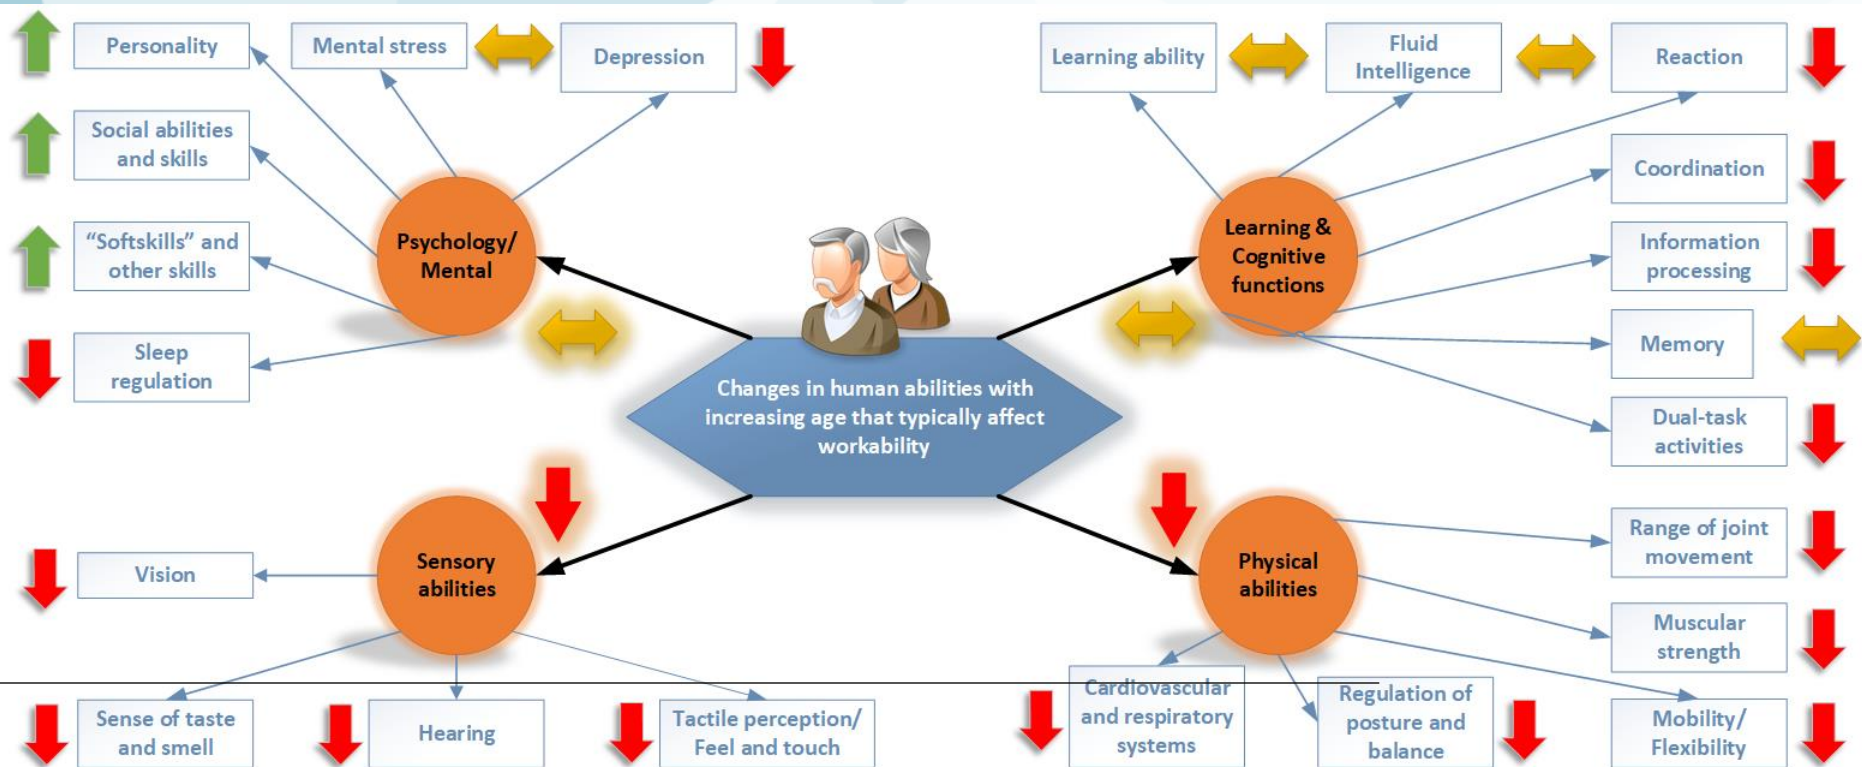 Personality
Mental stress
Depression
Learning ability
Fluid
Intelligence
Reaction
Social abilities
and skills
Coordination
"Softskills" and
other skills
Psychology/
Mental
Learning &
Cognitive
functions
Information
processing
Sleep
regulation
Memory
Changes in human abilities with
increasing age that typically affect
workability
Dual-task
activities
Vision
Sensory
abilities
Physical
abilities
Range of joint
movement
Muscular
strength
Sense of taste
and smell
Hearing
Tactile perception/
Feel and touch
Cardiovascular
and respiratory
systems
Regulation of
posture and
balance
Mobility/
Flexibility